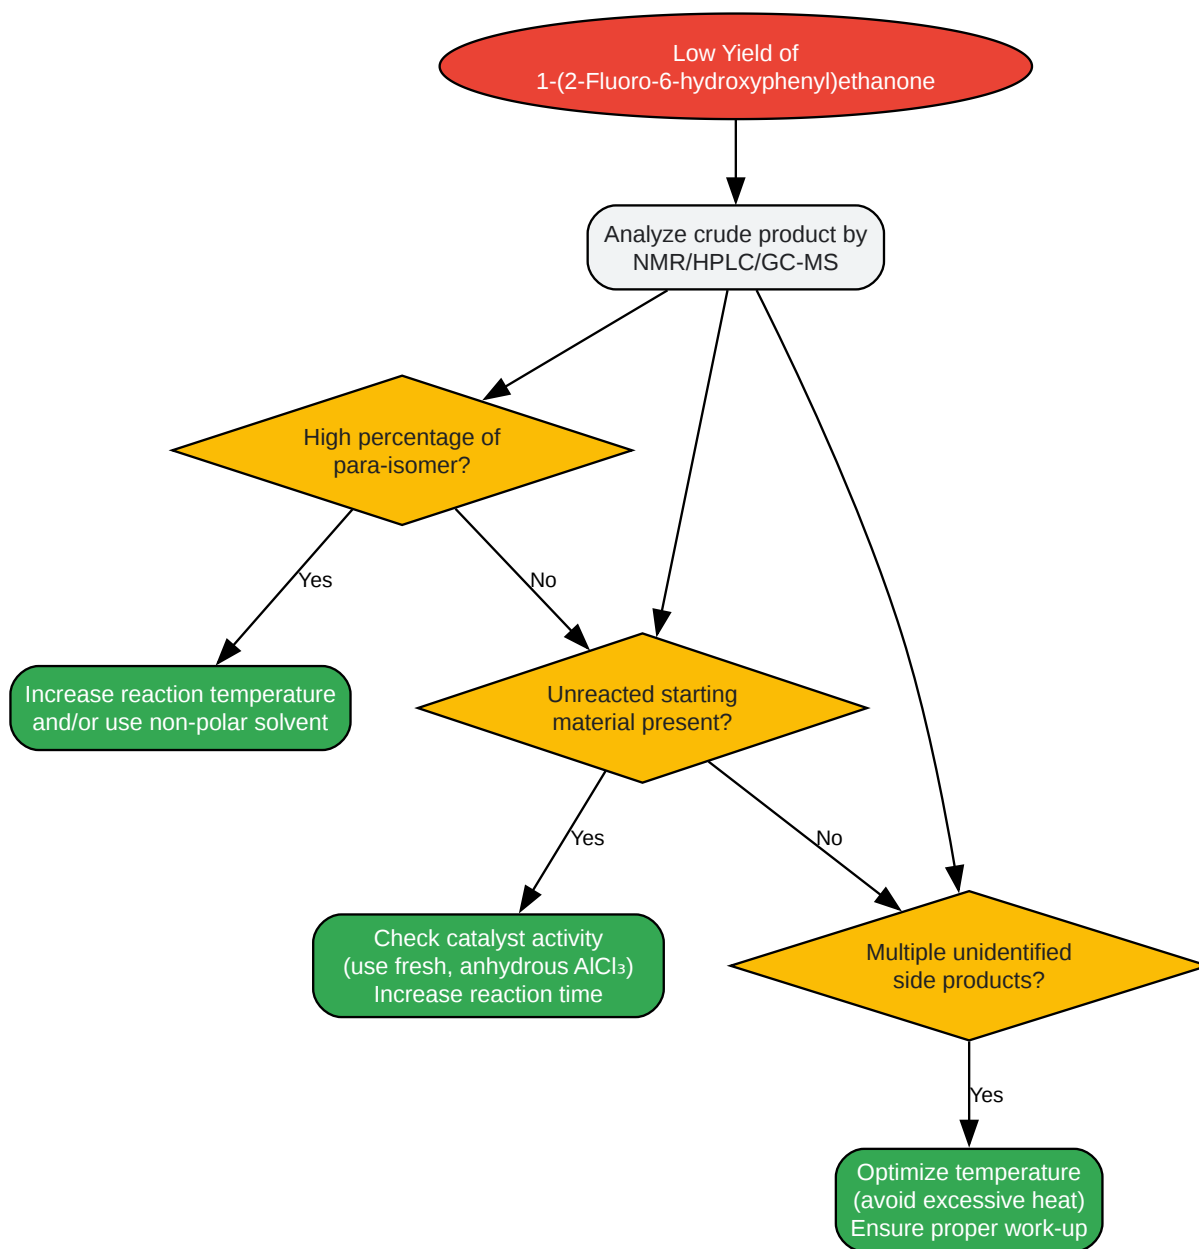 Low Yield of
1-(2-Fluoro-6-hydroxyphenyl)ethanone
Analyze crude product by
NMR/HPLC/GC-MS
High percentage of
para-isomer?
Yes
No
Increase reaction temperature
and/or use non-polar solvent
Unreacted starting
material present?
Yes
No
Check catalyst activity
(use fresh, anhydrous AlCl₃)
Increase reaction time
Multiple unidentified
side products?
Yes
Optimize temperature
(avoid excessive heat)
Ensure proper work-up